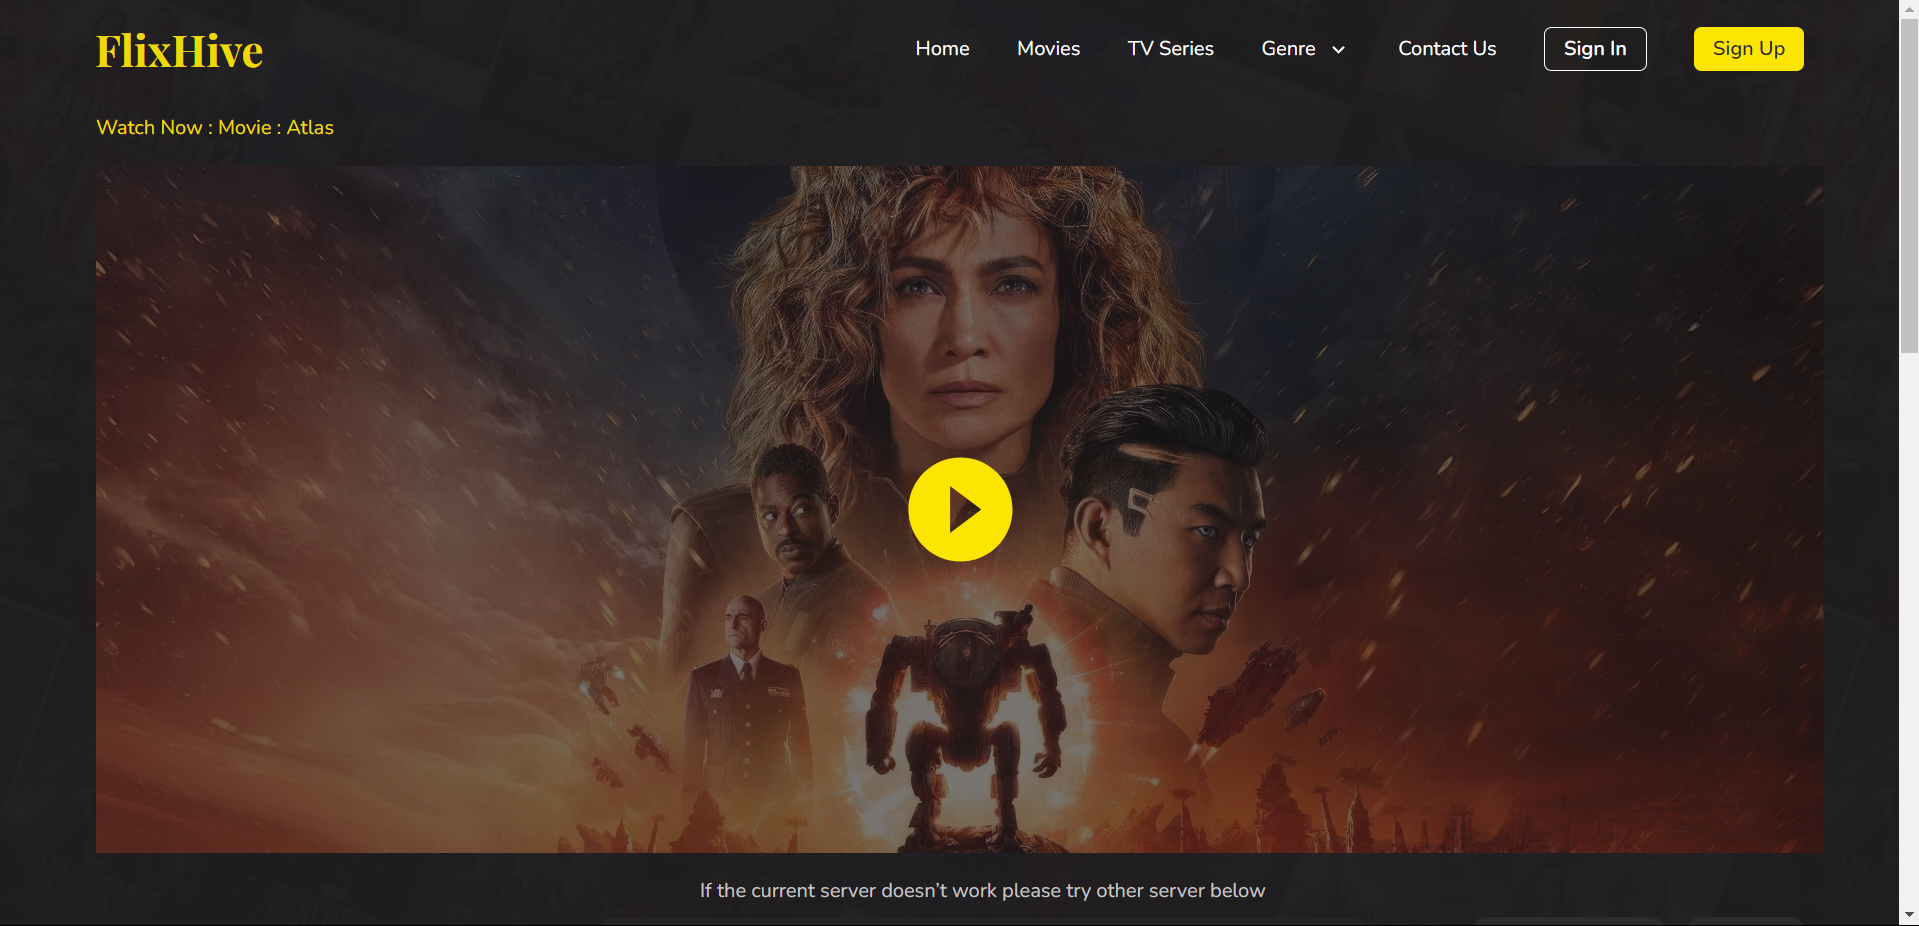 FlixHive
Home Movies TV Series Genre Contact Us Sign In Sign Up
Watch Now : Movie : Atlas
If the current server doesn't work please try other server below